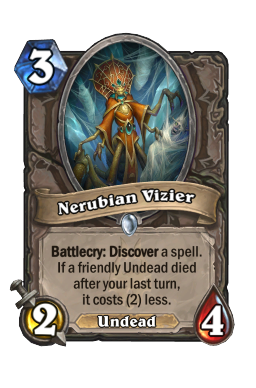 3
Nerubian Vizier
Battlecry: Discover a spell.
If a friendly Undead died
after your last turn,
it costs (2) less.
2
Undead
4